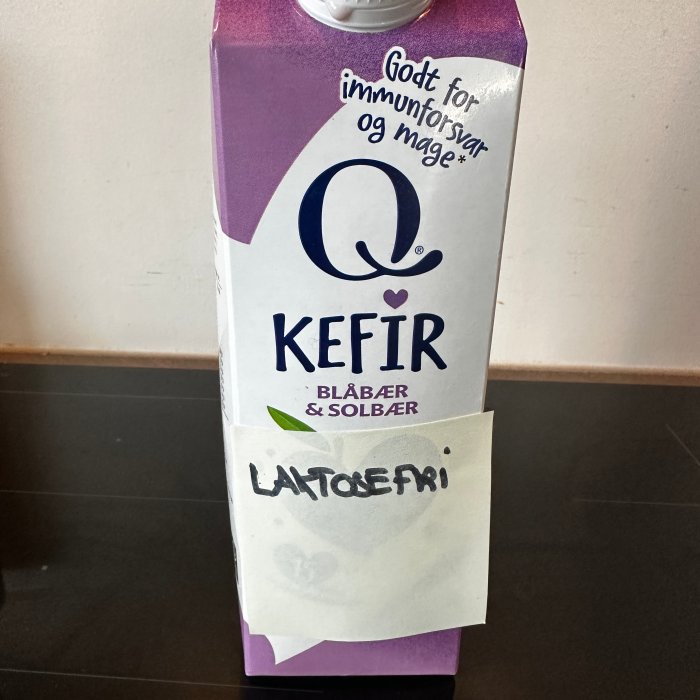 Godt for
immunforsvar
og mage*
Q®
KEFIR
BLÅBÆR
& SOLBÆR
LAKTOSEFRI